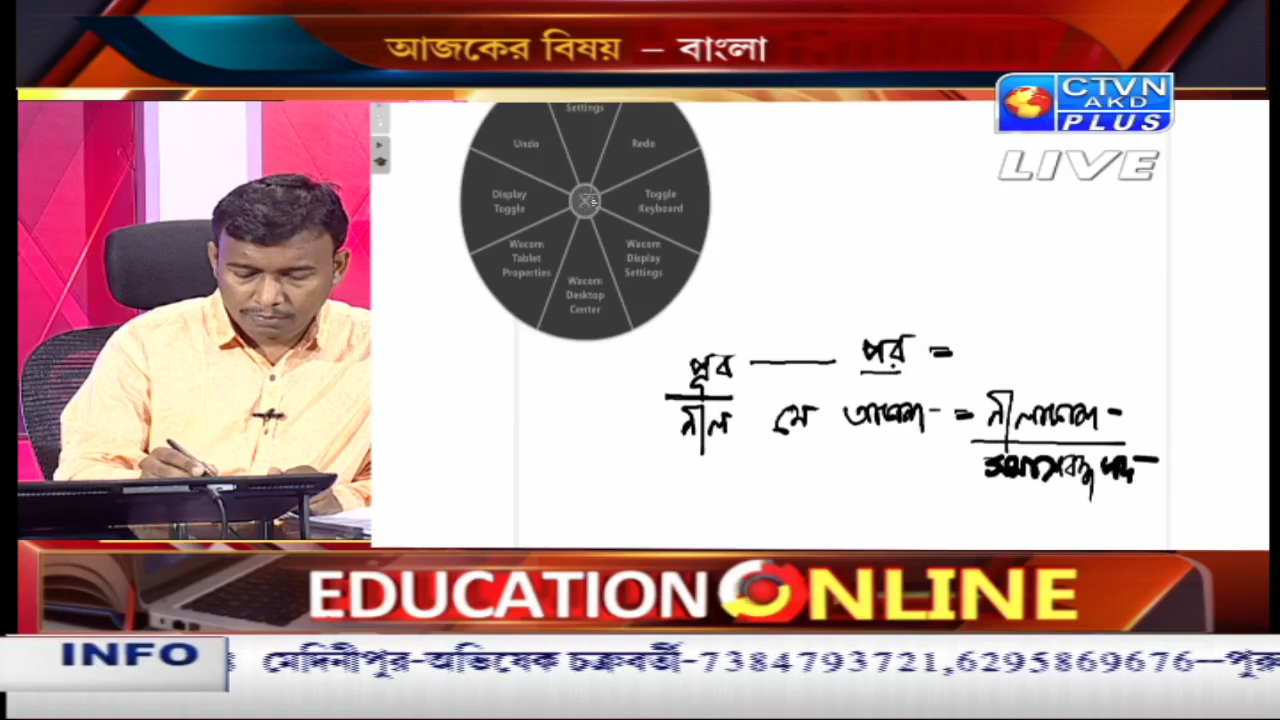 আজকের বিষয় – বাংলা
CTVN
AKD
PLUS
LIVE
Settings
Undo
Redo
Display Toggle
Toggle Keyboard
Wacom Tablet Properties
Wacom Display Settings
Wacom Desktop Center
পূর্ব — পর =
নীল যে আকাশ - = নীলাকাশ -
পদ -
EDUCATION ONLINE
INFO
মেদিনীপুর-অভিষেক চক্রবর্তী-7384793721,6295869676--পূর